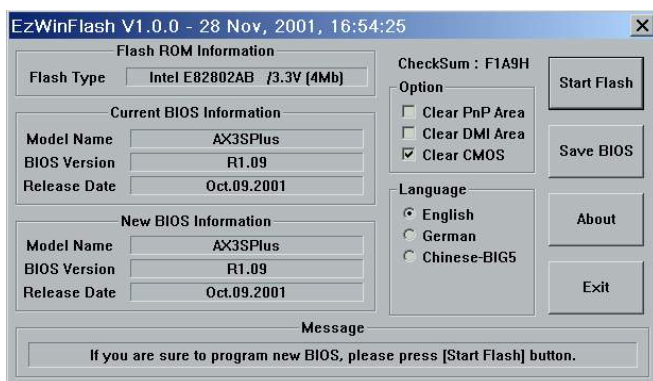 EzWinFlash V1.0.0 - 28 Nov, 2001, 16:54:25
Flash ROM Information
Flash Type Intel E82802AB /3.3V (4Mb)
Current BIOS Information
Model Name AX3SPlus
BIOS Version R1.09
Release Date Oct.09.2001
New BIOS Information
Model Name AX3SPlus
BIOS Version R1.09
Release Date Oct.09.2001
CheckSum : F1A9H
Option
Clear PnP Area
Clear DMI Area
Clear CMOS
Language
English
German
Chinese-BIG5
Start Flash
Save BIOS
About
Exit
Message
If you are sure to program new BIOS, please press [Start Flash] button.